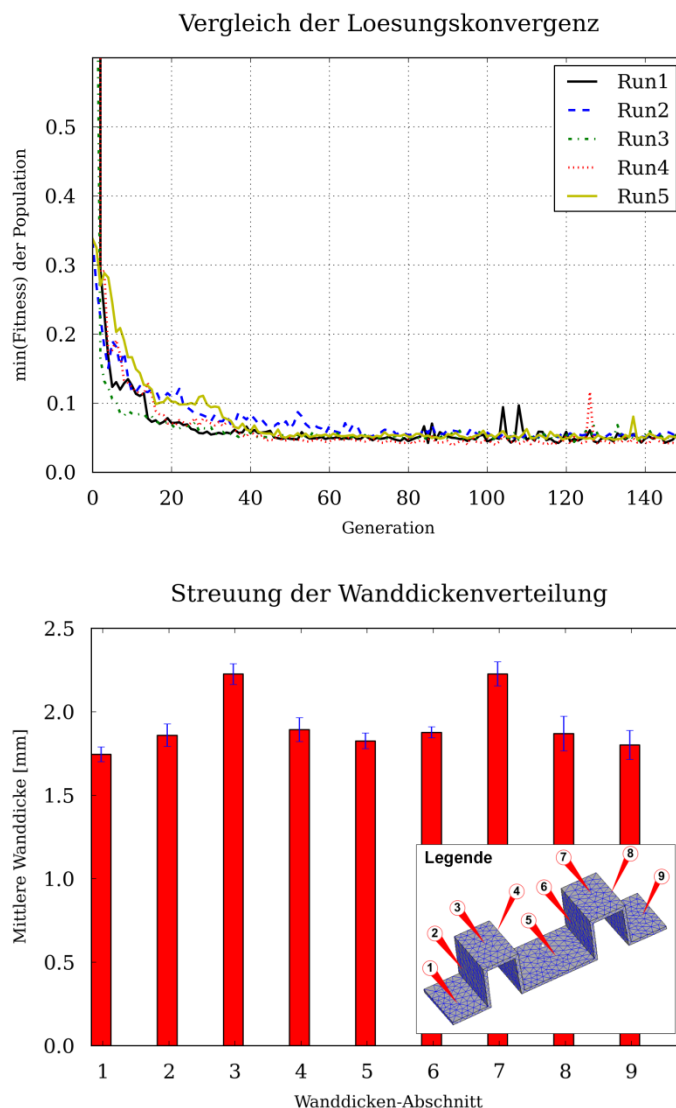 Vergleich der Loesungskonvergenz
min(Fitness) der Population
0.5
0.4
0.3
0.2
0.1
0.0
Run1
Run2
Run3
Run4
Run5
0 20 40 60 80 100 120 140
Generation
Streuung der Wanddickenverteilung
Mittlere Wanddicke [mm]
2.5
2.0
1.5
1.0
0.5
0.0
Legende
1
2
3
4
5
6
7
8
9
1 2 3 4 5 6 7 8 9
Wanddicken-Abschnitt